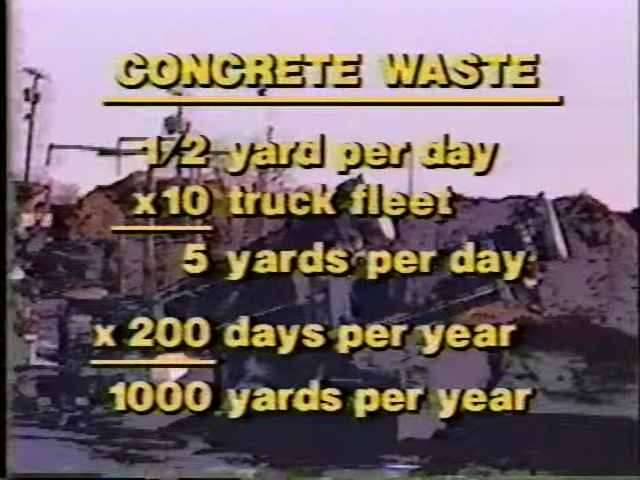 CONCRETE WASTE
1/2 yard per day
x10 truck fleet
5 yards per day
x 200 days per year
1000 yards per year